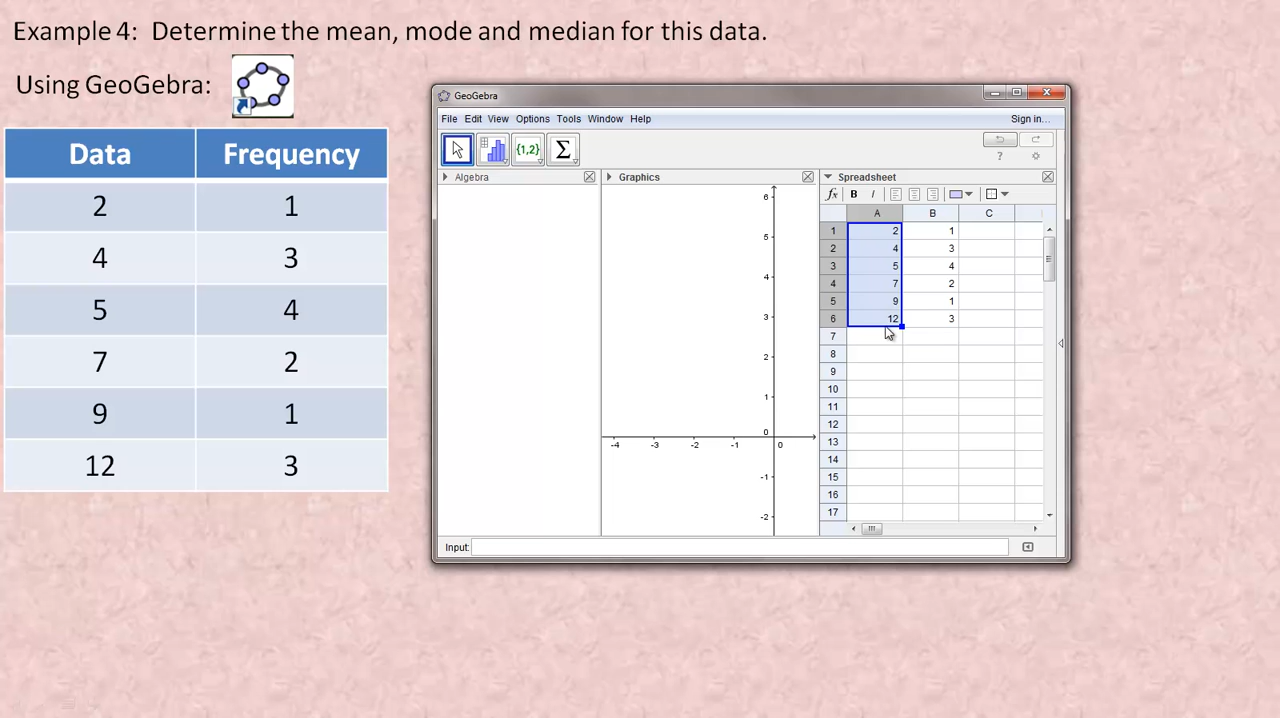 Example 4: Determine the mean, mode and median for this data.
Using GeoGebra:
Data Frequency
2 1
4 3
5 4
7 2
9 1
12 3
GeoGebra
File Edit View Options Tools Window Help Sign in...
{1,2} Σ
?
Algebra Graphics Spreadsheet
fx B I
A B C
1 2 1
2 4 3
3 5 4
4 7 2
5 9 1
6 12 3
7
8
9
10
11
12
13
14
15
16
17
6
5
4
3
2
1
0
-4 -3 -2 -1 0
-1
-2
Input: